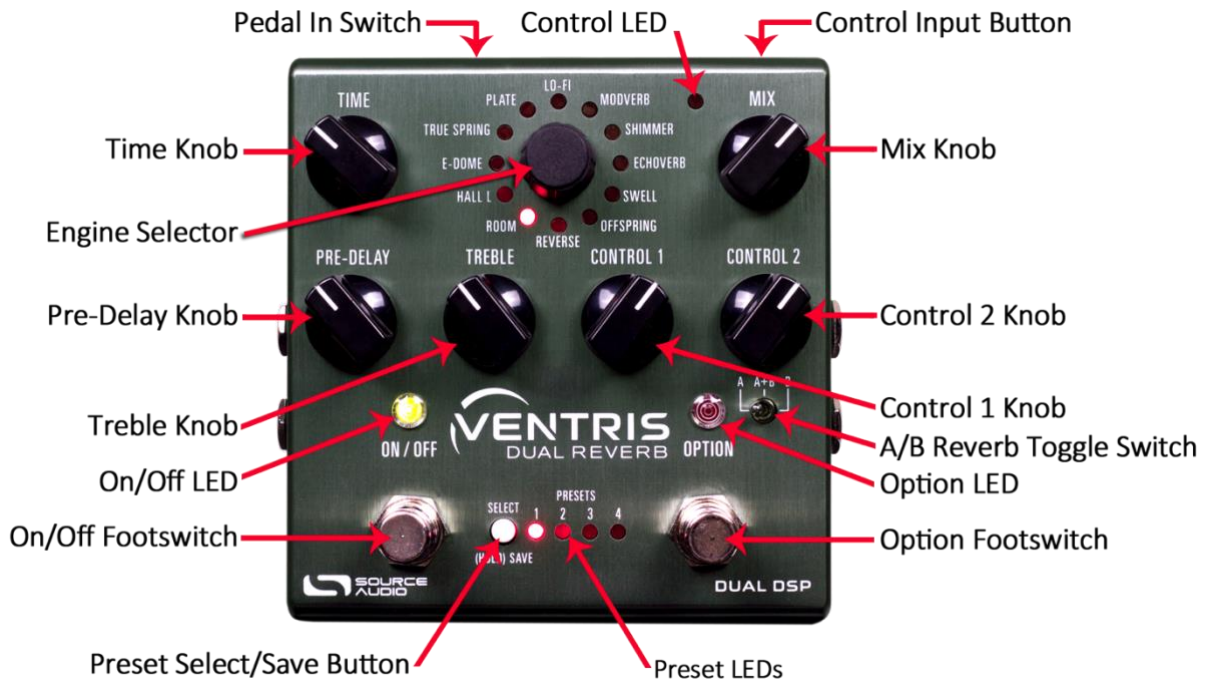 Pedal In Switch
Control LED
Control Input Button
TIME
LO-FI
PLATE
MODVERB
MIX
TRUE SPRING
SHIMMER
Time Knob
Mix Knob
E-DOME
ECHOVERB
HALL L
SWELL
Engine Selector
ROOM
OFFSPRING
REVERSE
PRE-DELAY
TREBLE
CONTROL 1
CONTROL 2
Pre-Delay Knob
Control 2 Knob
A A+B B
Treble Knob
VENTRIS
DUAL REVERB
Control 1 Knob
ON / OFF
OPTION
A/B Reverb Toggle Switch
On/Off LED
Option LED
PRESETS
SELECT
1 2 3 4
On/Off Footswitch
Option Footswitch
(HOLD) SAVE
SOURCE
AUDIO
DUAL DSP
Preset Select/Save Button
Preset LEDs